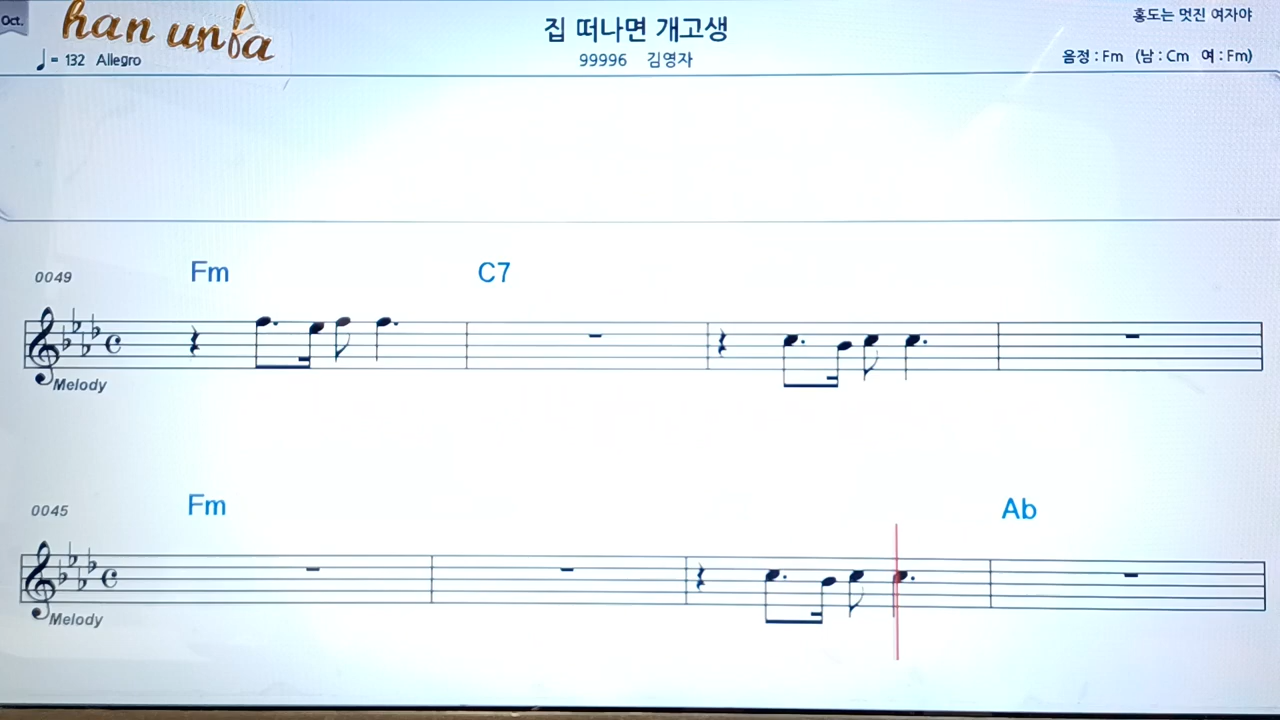 Oct.
han unfa
집 떠나면 개고생
홍도는 멋진 여자야
= 132 Allegro
99996 김영자
음정 : Fm (남 : Cm 여 : Fm)
0049
Fm
C7
Melody
0045
Fm
Ab
Melody